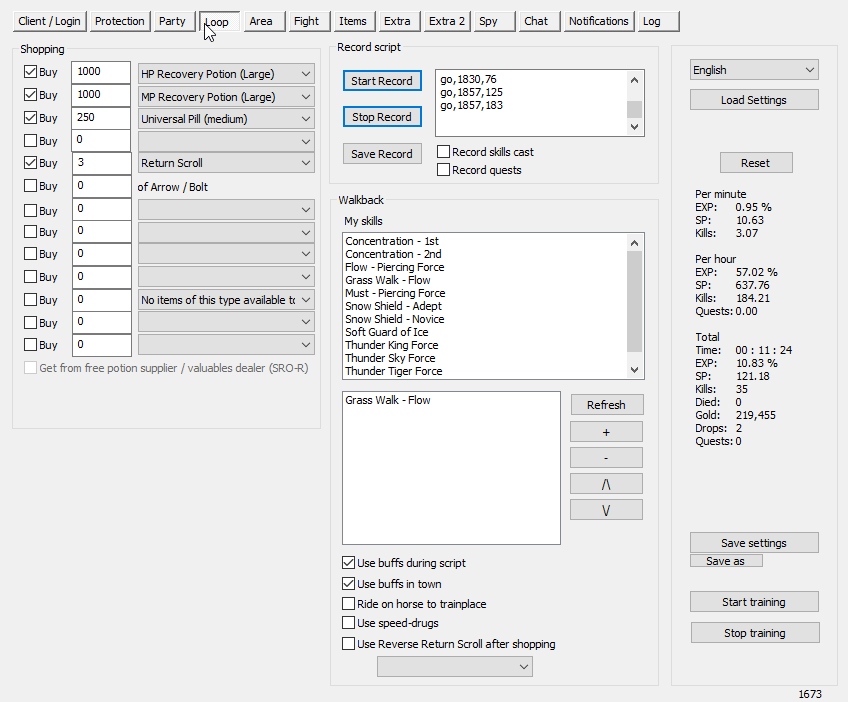 Client / Login Protection Party Loop Area Fight Items Extra Extra 2 Spy Chat Notifications Log
Shopping
Buy 1000 HP Recovery Potion (Large)
Buy 1000 MP Recovery Potion (Large)
Buy 250 Universal Pill (medium)
Buy 0
Buy 3 Return Scroll
Buy 0 of Arrow / Bolt
Buy 0
Buy 0
Buy 0
Buy 0
Buy 0 No items of this type available to
Buy 0
Buy 0
Get from free potion supplier / valuables dealer (SRO-R)
Record script
Start Record
Stop Record
Save Record
go,1830,76
go,1857,125
go,1857,183
Record skills cast
Record quests
Walkback
My skills
Concentration - 1st
Concentration - 2nd
Flow - Piercing Force
Grass Walk - Flow
Must - Piercing Force
Snow Shield - Adept
Snow Shield - Novice
Soft Guard of Ice
Thunder King Force
Thunder Sky Force
Thunder Tiger Force
Grass Walk - Flow
Refresh
+
-
/\
\/
Use buffs during script
Use buffs in town
Ride on horse to trainplace
Use speed-drugs
Use Reverse Return Scroll after shopping
English
Load Settings
Reset
Per minute
EXP: 0.95 %
SP: 10.63
Kills: 3.07
Per hour
EXP: 57.02 %
SP: 637.76
Kills: 184.21
Quests: 0.00
Total
Time: 00 : 11 : 24
EXP: 10.83 %
SP: 121.18
Kills: 35
Died: 0
Gold: 219,455
Drops: 2
Quests: 0
Save settings
Save as
Start training
Stop training
1673